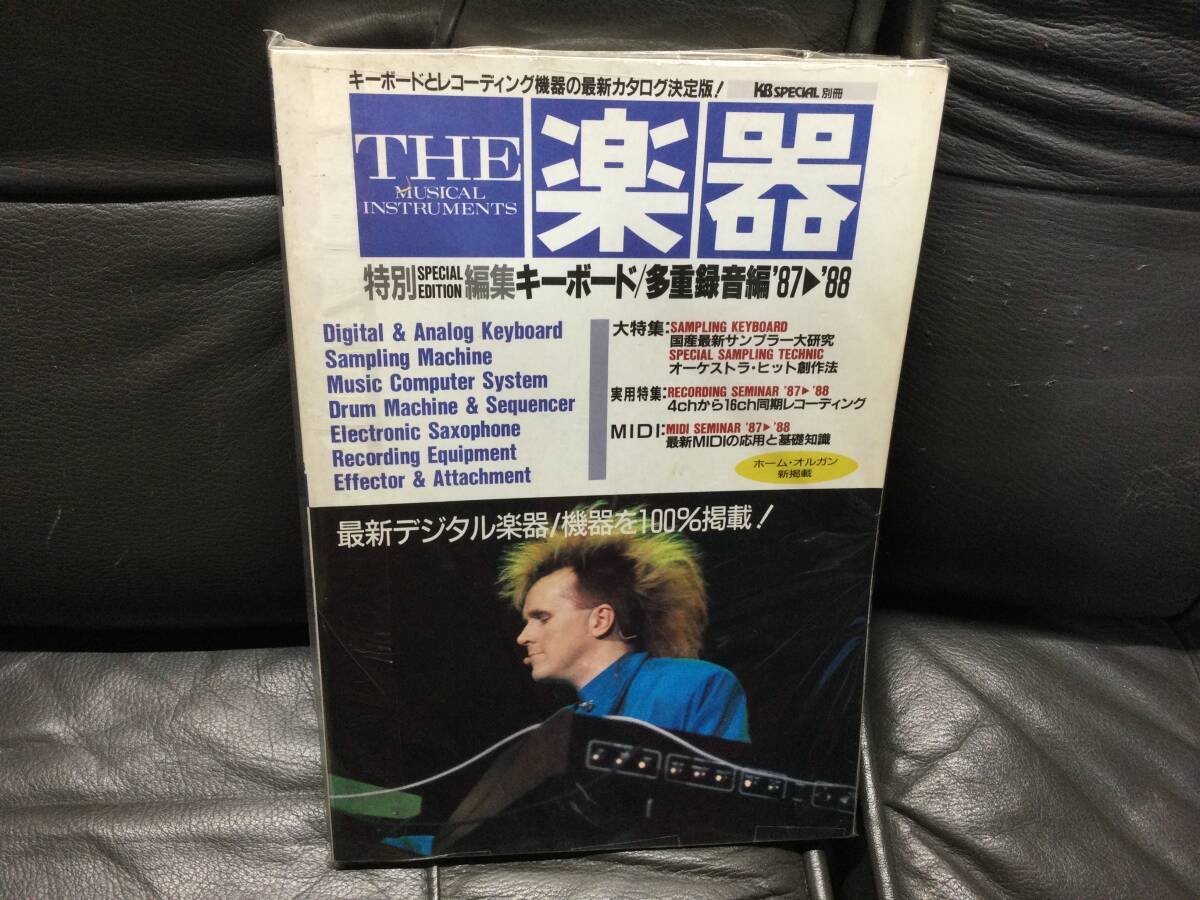 キーボードとレコーディング機器の最新カタログ決定版!
KB SPECIAL 別冊
THE
MUSICAL
INSTRUMENTS
楽器
特別 SPECIAL EDITION 編集 キーボード/多重録音編 '87▶'88
Digital & Analog Keyboard
Sampling Machine
Music Computer System
Drum Machine & Sequencer
Electronic Saxophone
Recording Equipment
Effector & Attachment
大特集:SAMPLING KEYBOARD
国産最新サンプラー大研究
SPECIAL SAMPLING TECHNIC
オーケストラ・ヒット創作法
実用特集:RECORDING SEMINAR '87▶'88
4chから16ch同期レコーディング
MIDI:MIDI SEMINAR '87▶'88
最新MIDIの応用と基礎知識
ホーム・オルガン
新掲載
最新デジタル楽器/機器を100%掲載!